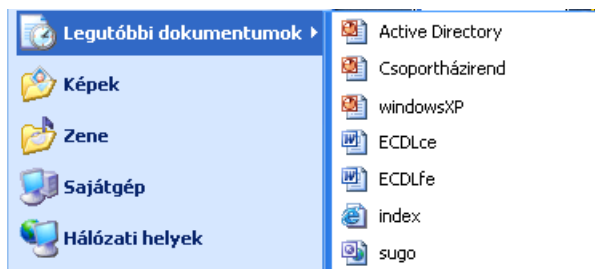 Legutóbbi dokumentumok
Képek
Zene
Sajátgép
Hálózati helyek
Active Directory
Csoportházirend
windowsXP
ECDLce
ECDLfe
index
sugo